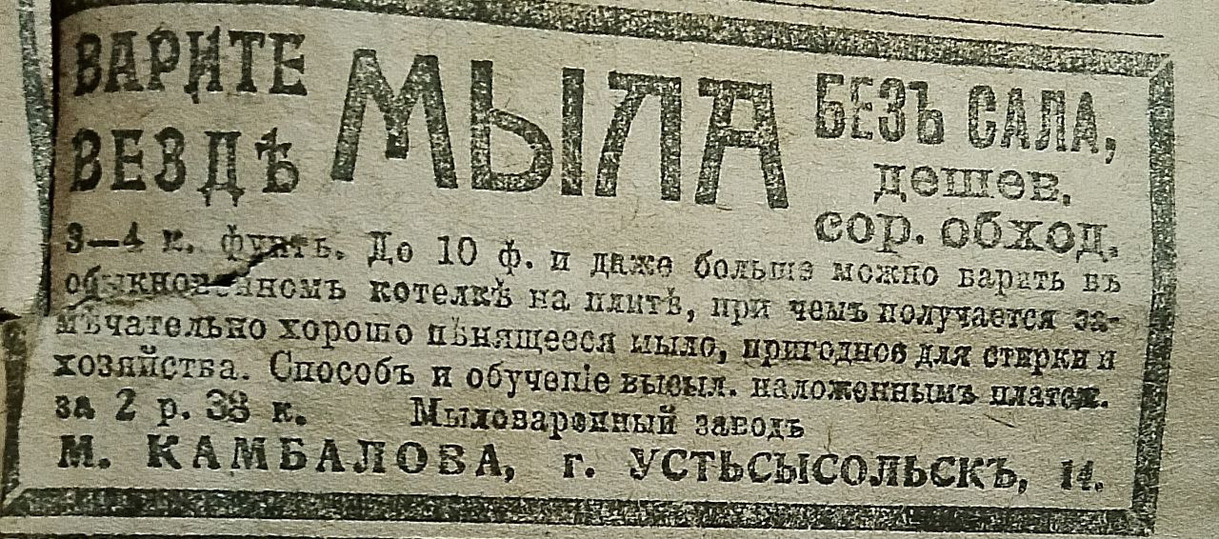 ВАРИТЕ
ВЕЗДѢ
МЫЛА
БЕЗЪ САЛА,
дешев.
сор. обход.
3—4 к. фунтъ. До 10 ф. и даже больше можно варить въ
обыкновенномъ котелкѣ на плитѣ, при чемъ получается за-
мѣчательно хорошо пѣнящееся мыло, пригодное для стирки и
хозяйства. Способъ и обученіе высыл. наложеннымъ платеж.
за 2 р. 38 к. Мыловаренный заводъ
М. КАМБАЛОВА, г. УСТЬСЫСОЛЬСКЪ, 14.